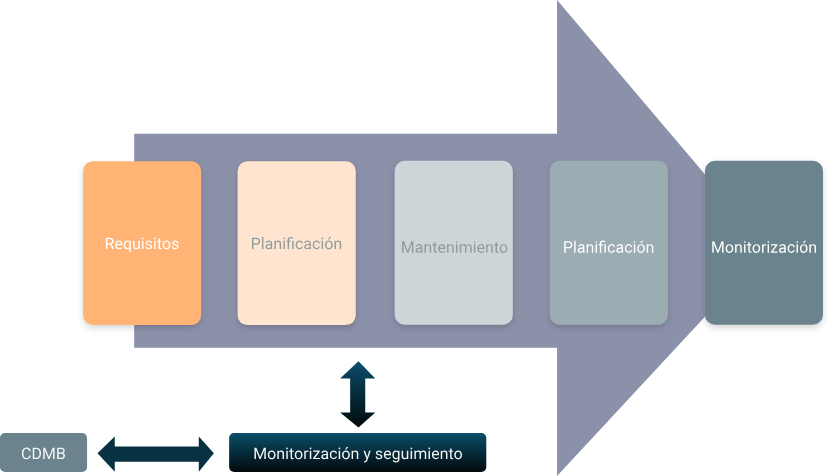 Requisitos
Planificación
Mantenimiento
Planificación
Monitorización
CDMB
Monitorización y seguimiento